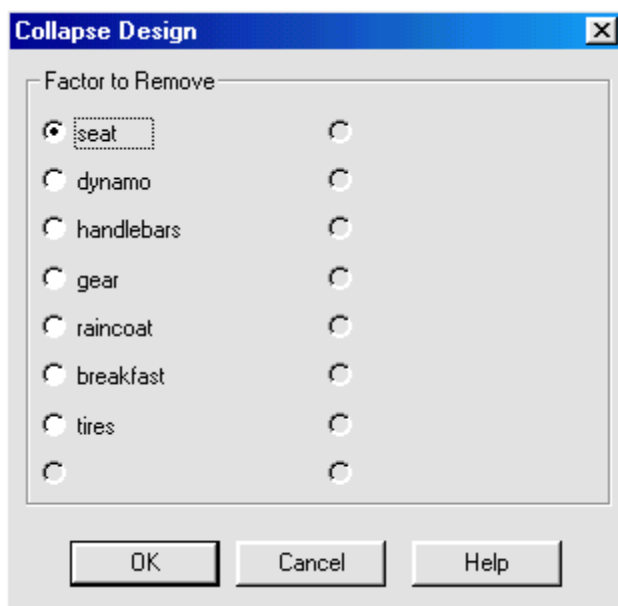 Collapse Design
Factor to Remove
seat
dynamo
handlebars
gear
raincoat
breakfast
tires
OK Cancel Help